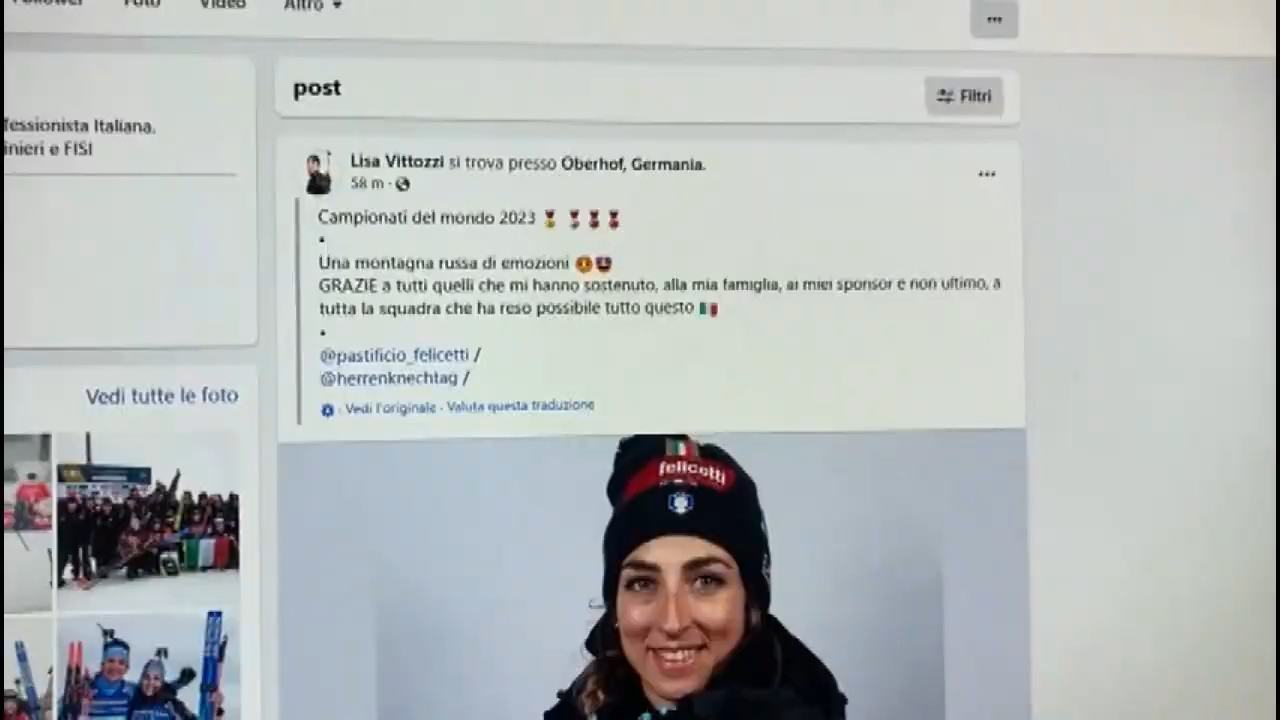 Follower Foto Video Altro
post
Filtri
fessionista Italiana.
inieri e FISI
Lisa Vittozzi si trova presso Oberhof, Germania.
58 m ·
Campionati del mondo 2023 🥇 🥈 🥉 🥉
•
Una montagna russa di emozioni
GRAZIE a tutti quelli che mi hanno sostenuto, alla mia famiglia, ai miei sponsor e non ultimo, a
tutta la squadra che ha reso possibile tutto questo 🇮🇹
•
@pastificio_felicetti /
@herrenknechtag /
· Vedi l'originale · Valuta questa traduzione
Vedi tutte le foto
felicetti